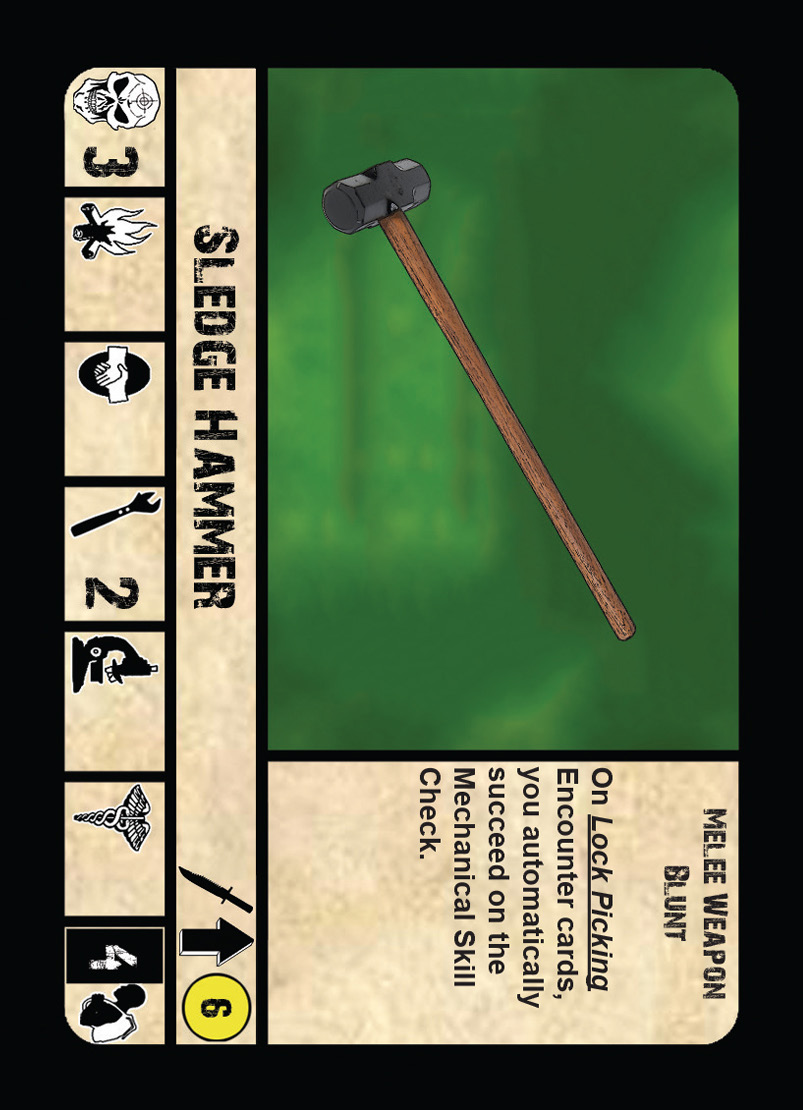 MELEE WEAPON
BLUNT
On Lock Picking
Encounter cards,
you automatically
succeed on the
Mechanical Skill
Check.
SLEDGE HAMMER
6
3
2
4